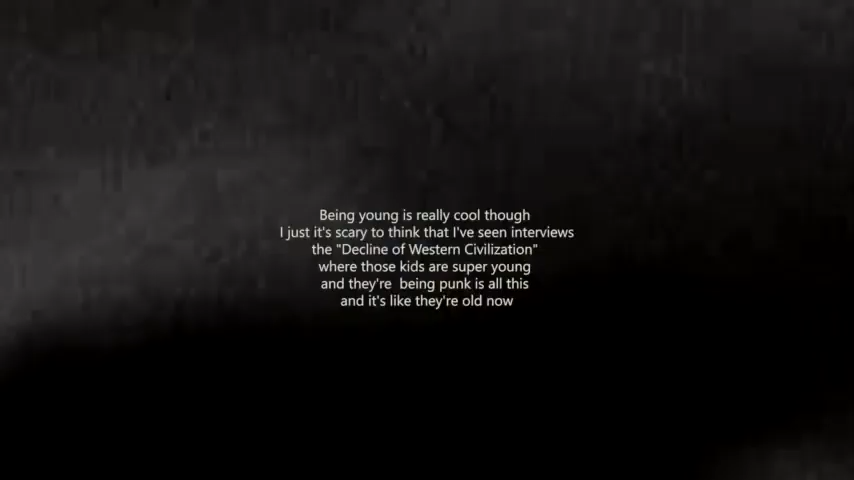 Being young is really cool though
I just it's scary to think that I've seen interviews
the "Decline of Western Civilization"
where those kids are super young
and they're  being punk is all this
and it's like they're old now